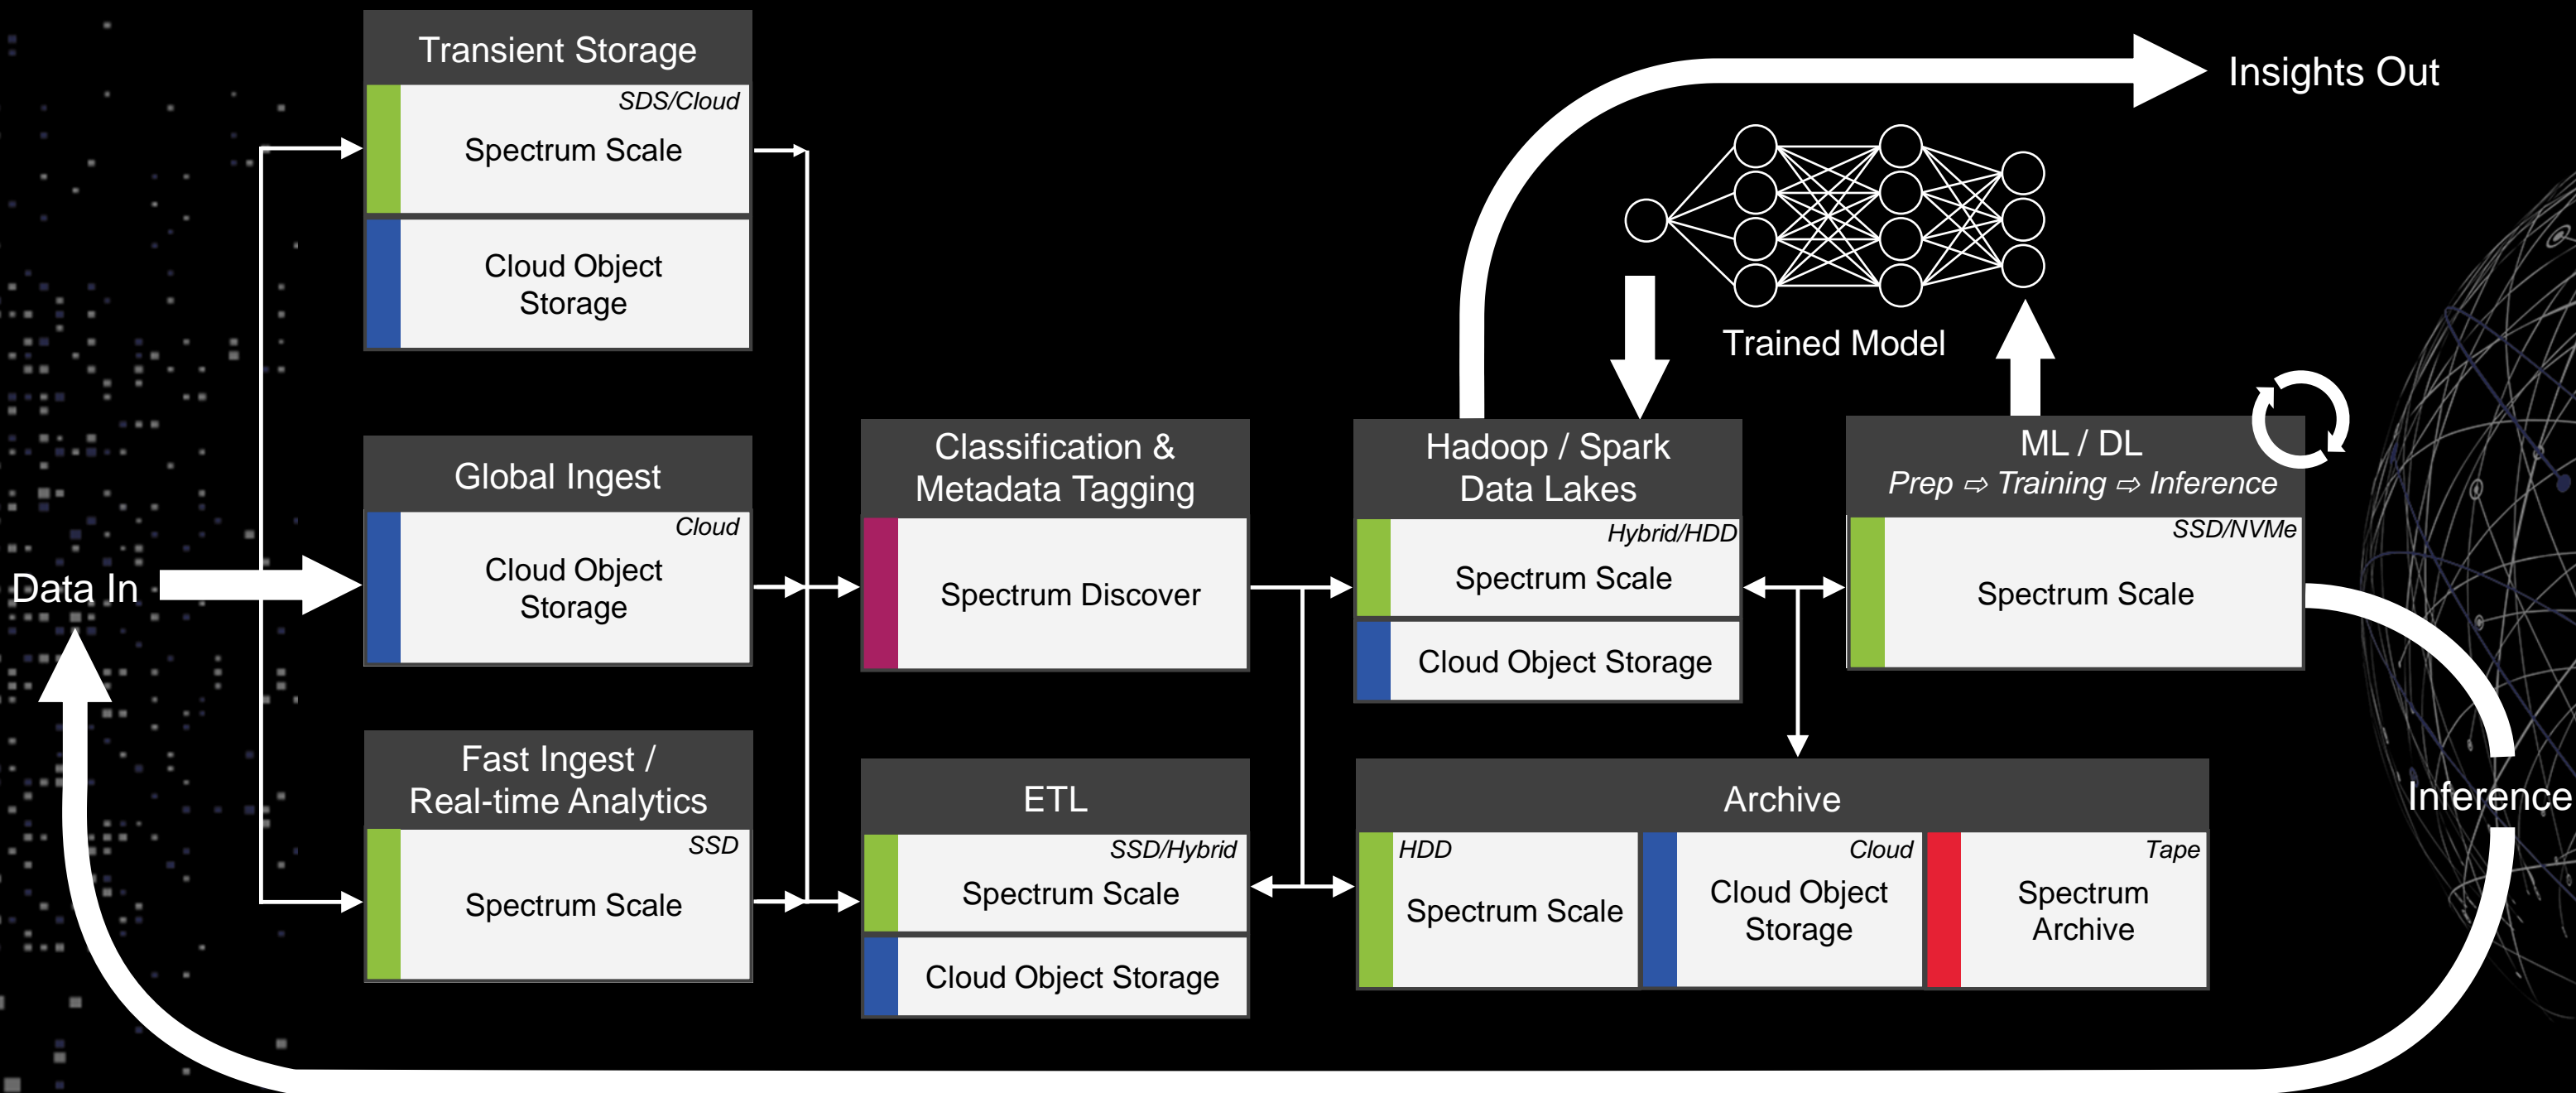 Transient Storage
SDS/Cloud
Spectrum Scale
Cloud Object
Storage
Insights Out
Trained Model
Data In
Global Ingest
Cloud
Cloud Object
Storage
Classification &
Metadata Tagging
Spectrum Discover
Hadoop / Spark
Data Lakes
Hybrid/HDD
Spectrum Scale
Cloud Object Storage
ML / DL
Prep ⇨ Training ⇨ Inference
SSD/NVMe
Spectrum Scale
Fast Ingest /
Real-time Analytics
SSD
Spectrum Scale
ETL
SSD/Hybrid
Spectrum Scale
Cloud Object Storage
Archive
HDD
Spectrum Scale
Cloud
Cloud Object
Storage
Tape
Spectrum
Archive
Inference